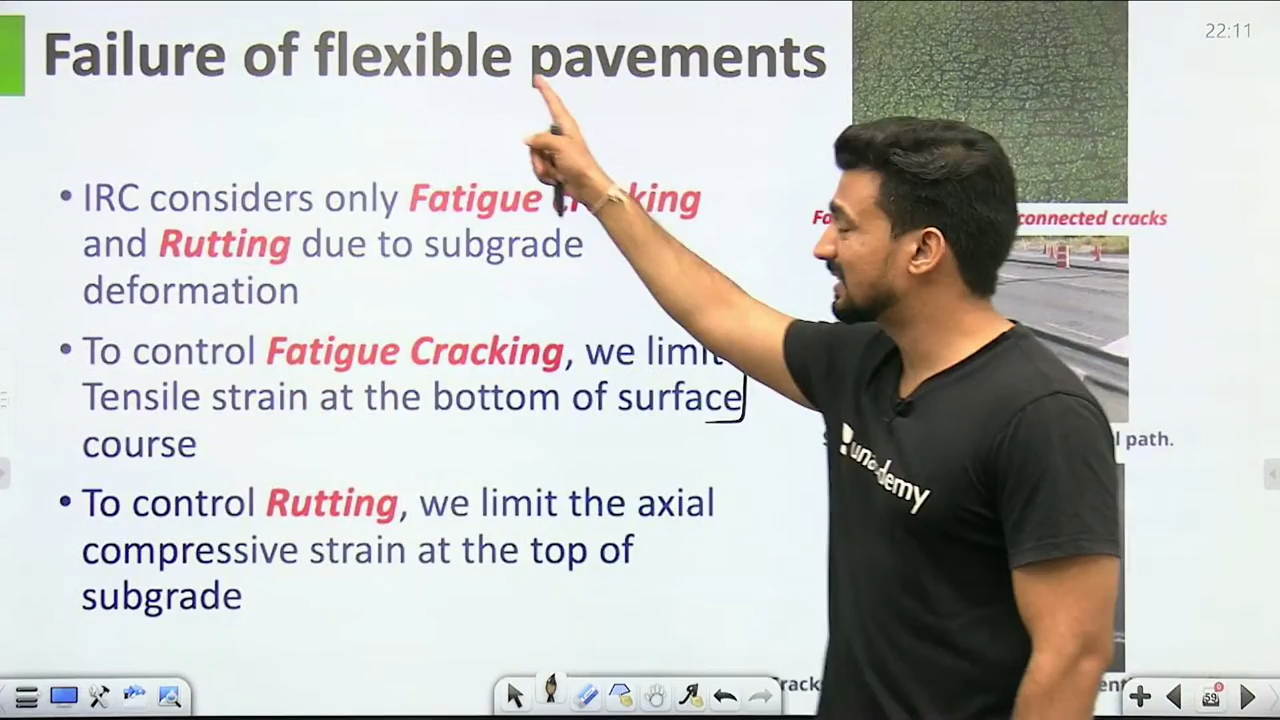 Failure of flexible pavements
22:11
• IRC considers only Fatigue
and Rutting due to subgrade
deformation
connected cracks
• To control Fatigue Cracking, we limit
Tensile strain at the bottom of surface
course
path.
• To control Rutting, we limit the axial
compressive strain at the top of
subgrade
unacademy
59